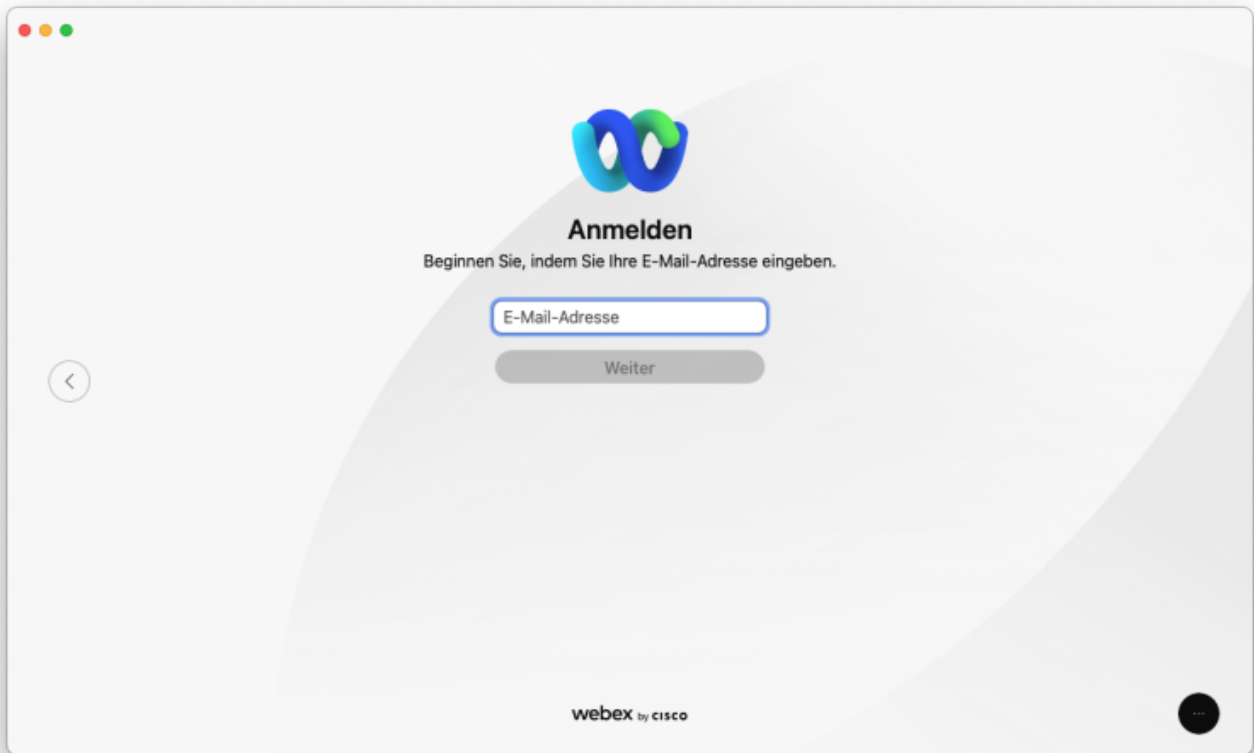 Anmelden
Beginnen Sie, indem Sie Ihre E-Mail-Adresse eingeben.
E-Mail-Adresse
Weiter
webex by CISCO